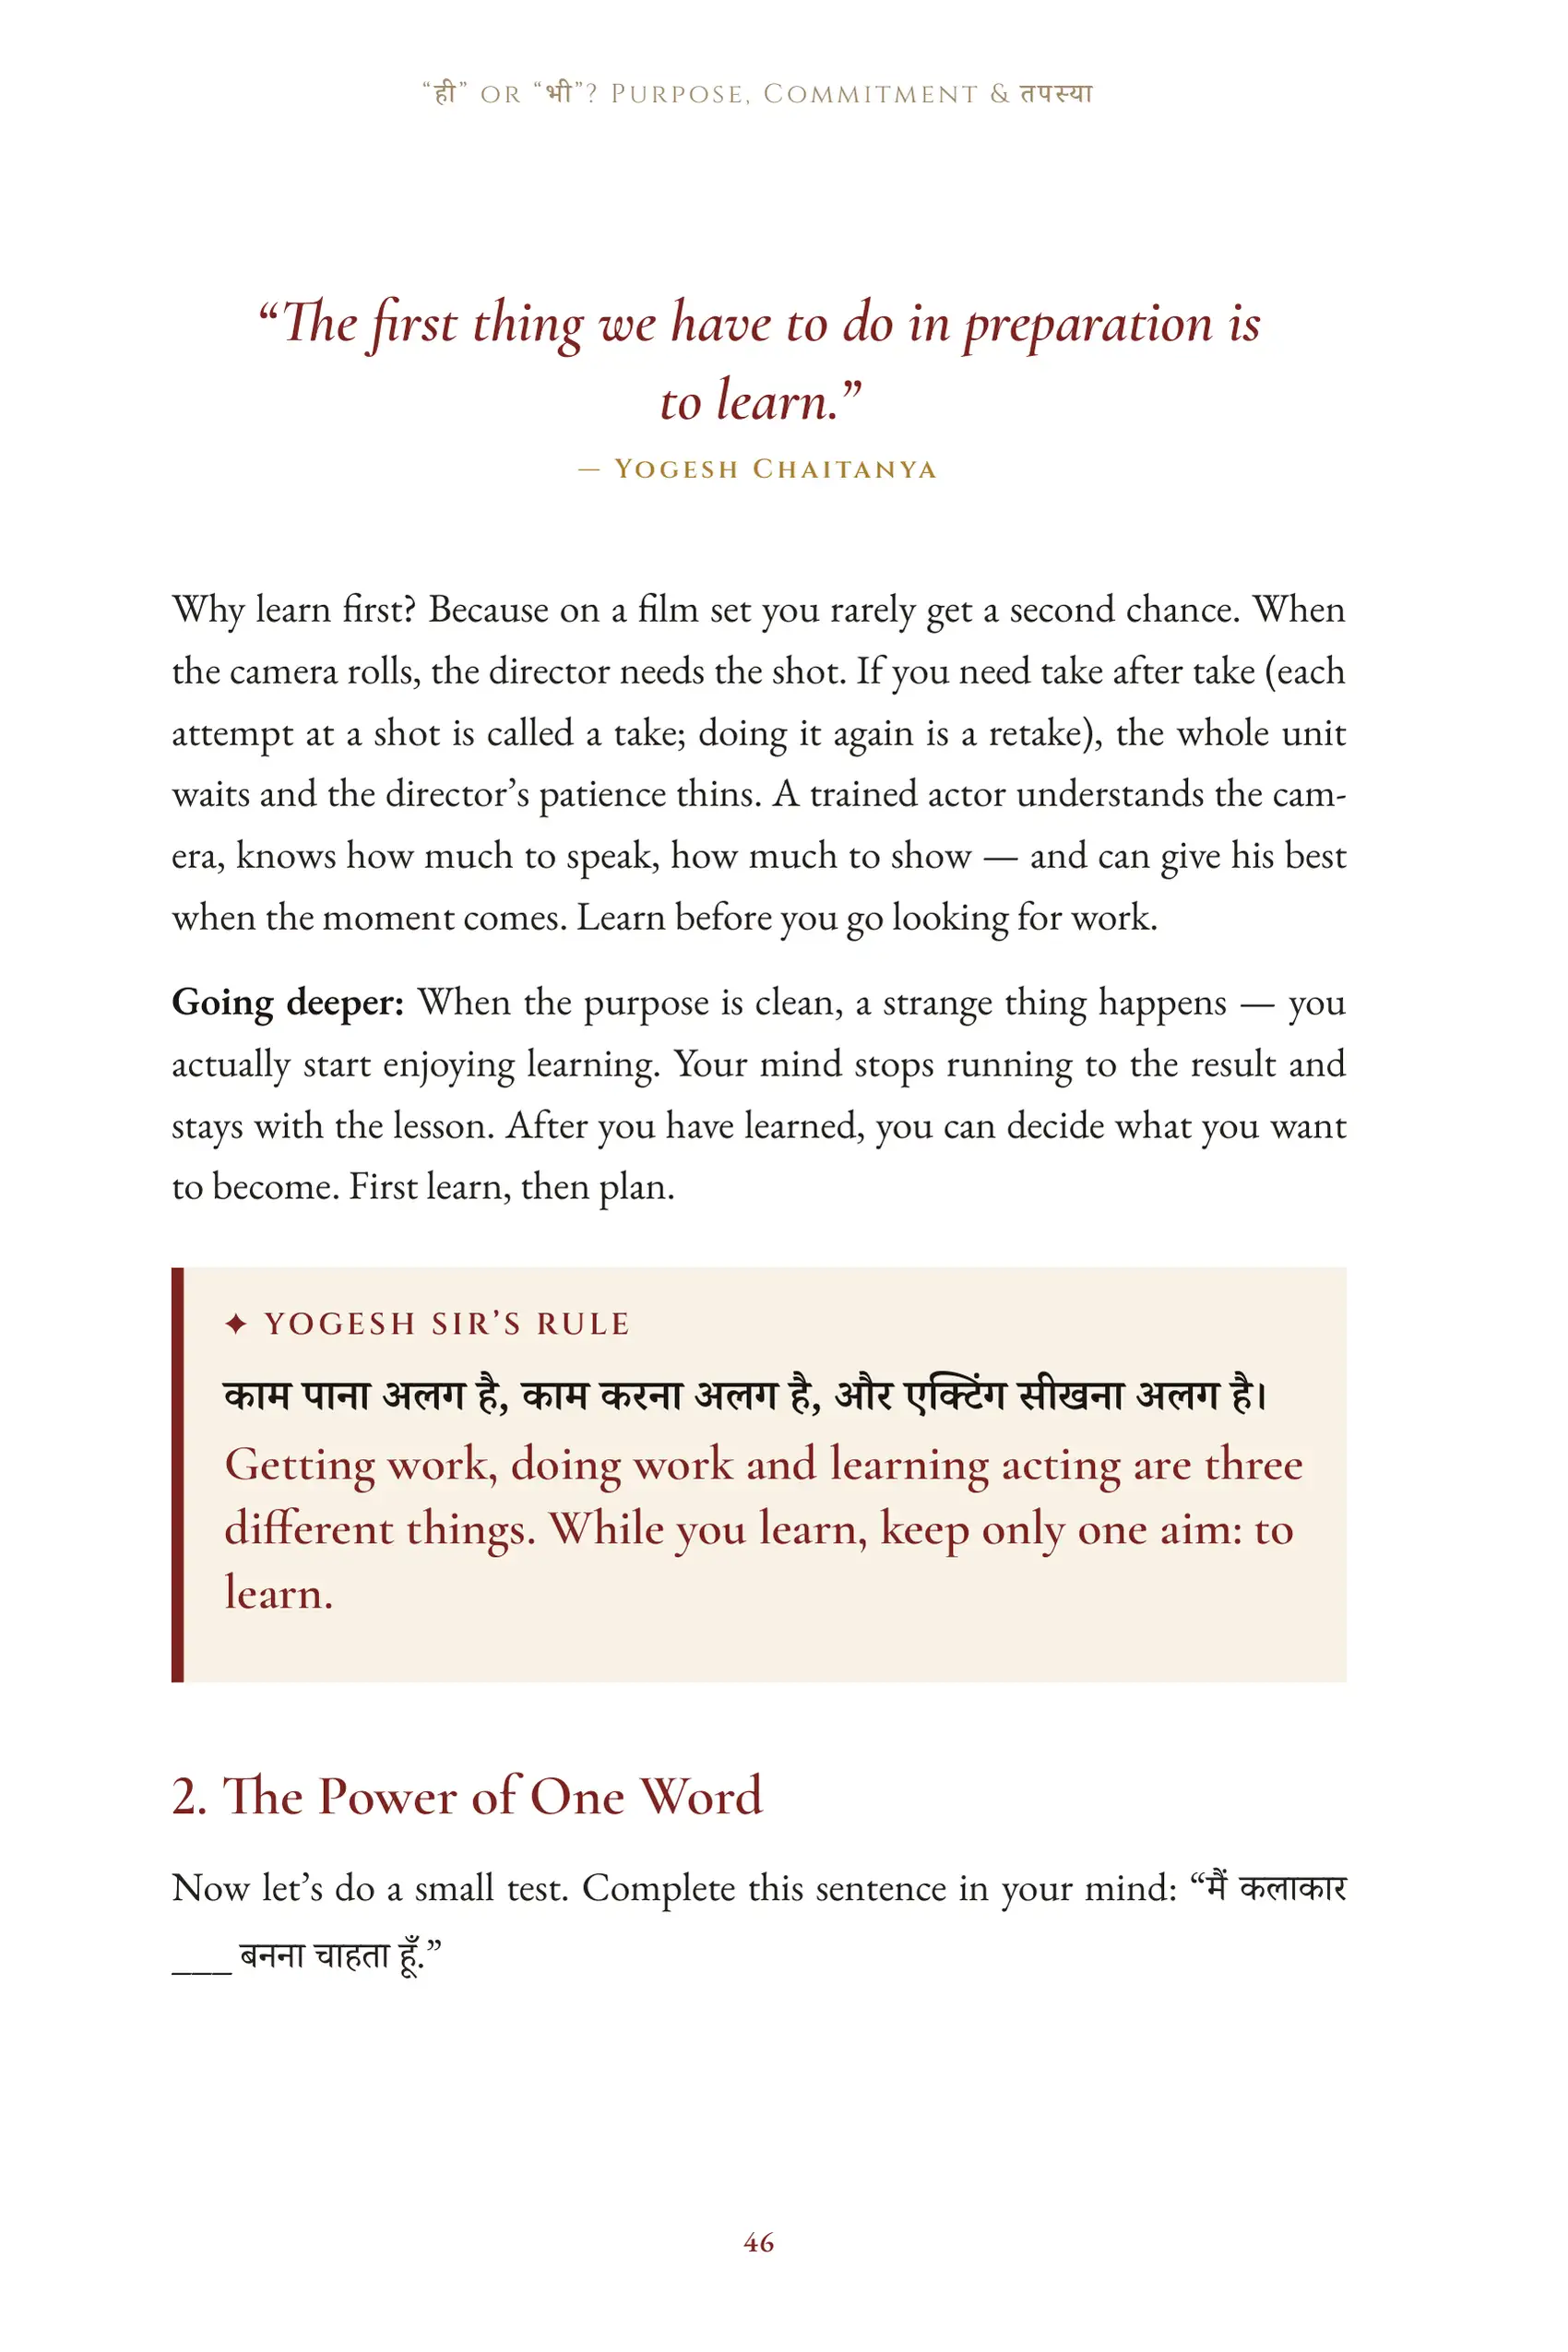 “ही” or “भी”? Purpose, Commitment & तपस्या
“The first thing we have to do in preparation is
to learn.”
— Yogesh Chaitanya
Why learn first? Because on a film set you rarely get a second chance. When
the camera rolls, the director needs the shot. If you need take after take (each
attempt at a shot is called a take; doing it again is a retake), the whole unit
waits and the director’s patience thins. A trained actor understands the cam-
era, knows how much to speak, how much to show — and can give his best
when the moment comes. Learn before you go looking for work.
Going deeper: When the purpose is clean, a strange thing happens — you
actually start enjoying learning. Your mind stops running to the result and
stays with the lesson. After you have learned, you can decide what you want
to become. First learn, then plan.
✦ YOGESH SIR’S RULE
काम पाना अलग है, काम करना अलग है, और एक्टिंग सीखना अलग है।
Getting work, doing work and learning acting are three
different things. While you learn, keep only one aim: to
learn.
2. The Power of One Word
Now let’s do a small test. Complete this sentence in your mind: “मैं कलाकार
___ बनना चाहता हूँ.”
46